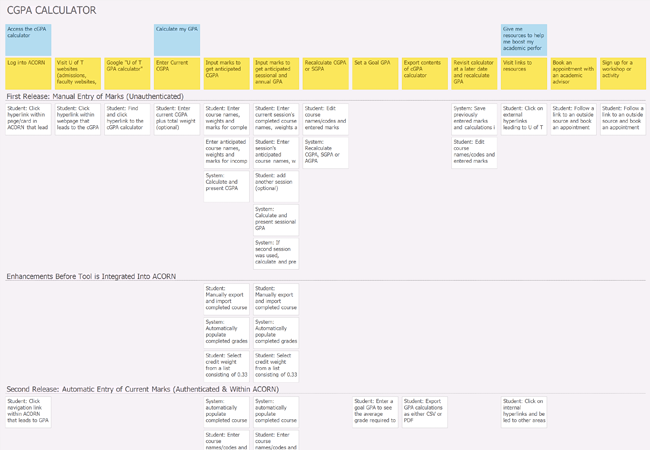 CGPA CALCULATOR
Access the cGPA
calculator
Calculate my GPA
Give me
resources to help
me boost my
academic perfor
Log into ACORN
Visit U of T
websites
(admissions,
faculty websites,
Google "U of T
GPA calculator"
Enter Current
CGPA
Input marks to
get anticipated
CGPA
Input marks to
get anticipated
sessional and
annual GPA
Recalculate CGPA
or SGPA
Set a Goal GPA
Export contents
of cGPA
calculator
Revisit calculator
at a later date
and recalculate
GPA
Visit links to
resources
Book an
appointment with
an academic
advisor
Sign up for a
workshop or
activity
First Release: Manual Entry of Marks (Unauthenticated)
Student: Click
hyperlink within
page/card in
ACORN that lead
Student: Click
hyperlink within
webpage that
leads to the cGPA
Student: Find
and click
hyperlink to the
cGPA calculator
Student: Enter
current CGPA
plus total weight
(optional)
Student: Enter
course names,
weights and
marks for comple
Student: Enter
current session's
course names,
weights a
Student: Edit
course
names/codes and
entered marks
System: Save
previously
entered marks
and calculations i
Student: Click on
external
hyperlinks
leading to U of T
Student: Follow a
link to an outside
source and book
an appointment
Student: Follow a
link to an outside
source and book
an appointment
Enter anticipated
course names,
weights and
marks for incomp
Student: Enter
session's
anticipated
course names, w
System:
Recalculate
CGPA, SGPA or
AGPA
Student: Edit
course
names/codes and
entered marks
System:
Calculate and
present CGPA
Student: add
another session
(optional)
System:
Calculate and
present sessional
GPA
System: If
second session
was used,
calculate and pre
Enhancements Before Tool is Integrated Into ACORN
Student:
Manually export
and import
completed course
Student:
Manually export
and import
completed course
System:
Automatically
populate
completed grades
System:
Automatically
populate
completed grades
Student: Select
credit weight
from a list
consisting of 0.33
Student: Select
credit weight
from a list
consisting of 0.33
Second Release: Automatic Entry of Current Marks (Authenticated & Within ACORN)
Student: Click
navigation link
within ACORN
that leads to GPA
System:
automatically
populate
completed course
System:
automatically
populate
completed course
Student: Enter a
goal GPA to see
the average
grade required to
Student: Export
GPA calculations
as either CSV or
PDF
Student: Click on
internal
hyperlinks and be
led to other areas
Student: Enter
course
names/codes and
Student: Enter
course
names/codes and